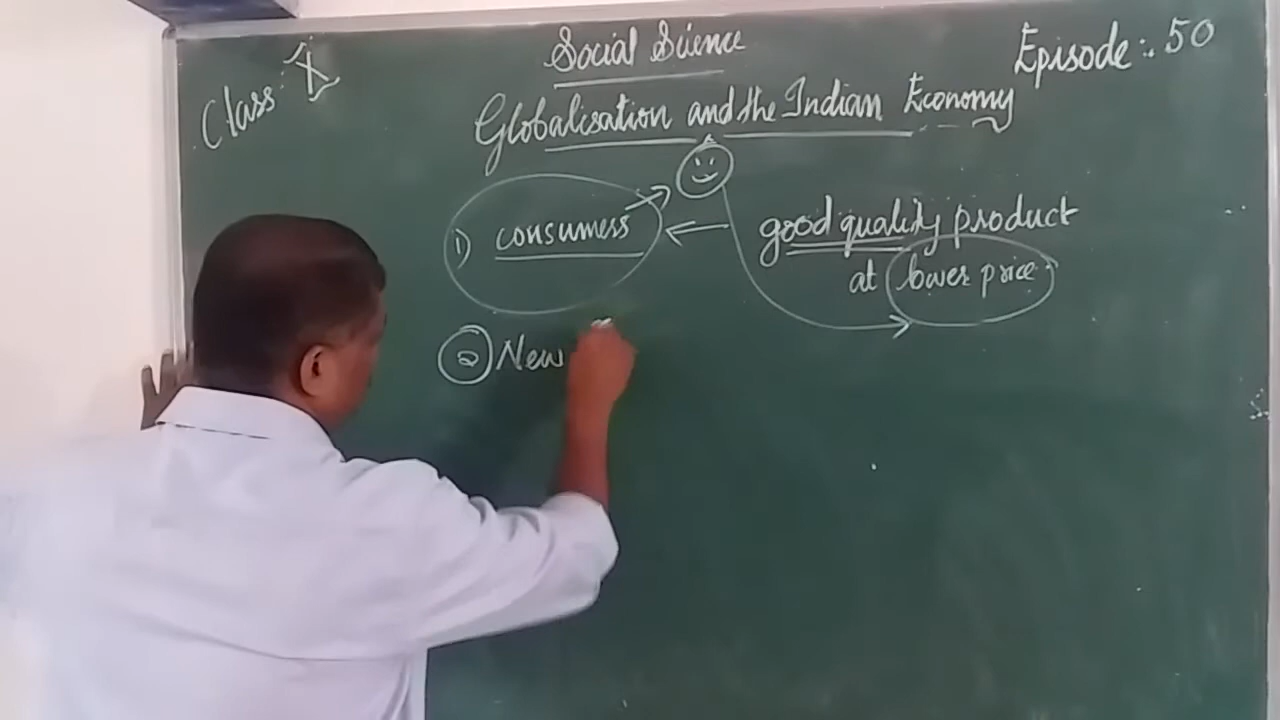 Social Science
Episode:. 50
Class: X
Globalisation and the Indian Economy
1) consumers
good quality product
at lower price.
2 New